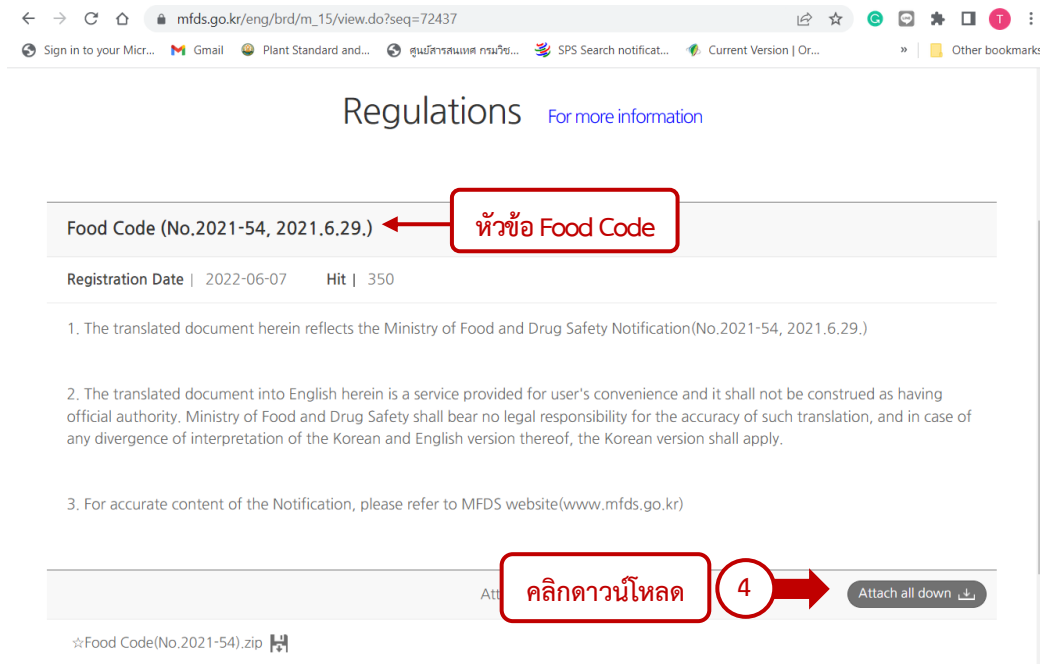 mfds.go.kr/eng/brd/m_15/view.do?seq=72437
T
Sign in to your Micr... Gmail Plant Standard and... ศูนย์สารสนเทศ กรมวิช... SPS Search notificat... Current Version | Or... » Other bookmarks
Regulations For more information
Food Code (No.2021-54, 2021.6.29.) หัวข้อ Food Code
Registration Date | 2022-06-07 Hit | 350
1. The translated document herein reflects the Ministry of Food and Drug Safety Notification(No.2021-54, 2021.6.29.)
2. The translated document into English herein is a service provided for user's convenience and it shall not be construed as having
official authority. Ministry of Food and Drug Safety shall bear no legal responsibility for the accuracy of such translation, and in case of
any divergence of interpretation of the Korean and English version thereof, the Korean version shall apply.
3. For accurate content of the Notification, please refer to MFDS website(www.mfds.go.kr)
คลิกดาวน์โหลด 4 Attach all down
☆Food Code(No.2021-54).zip